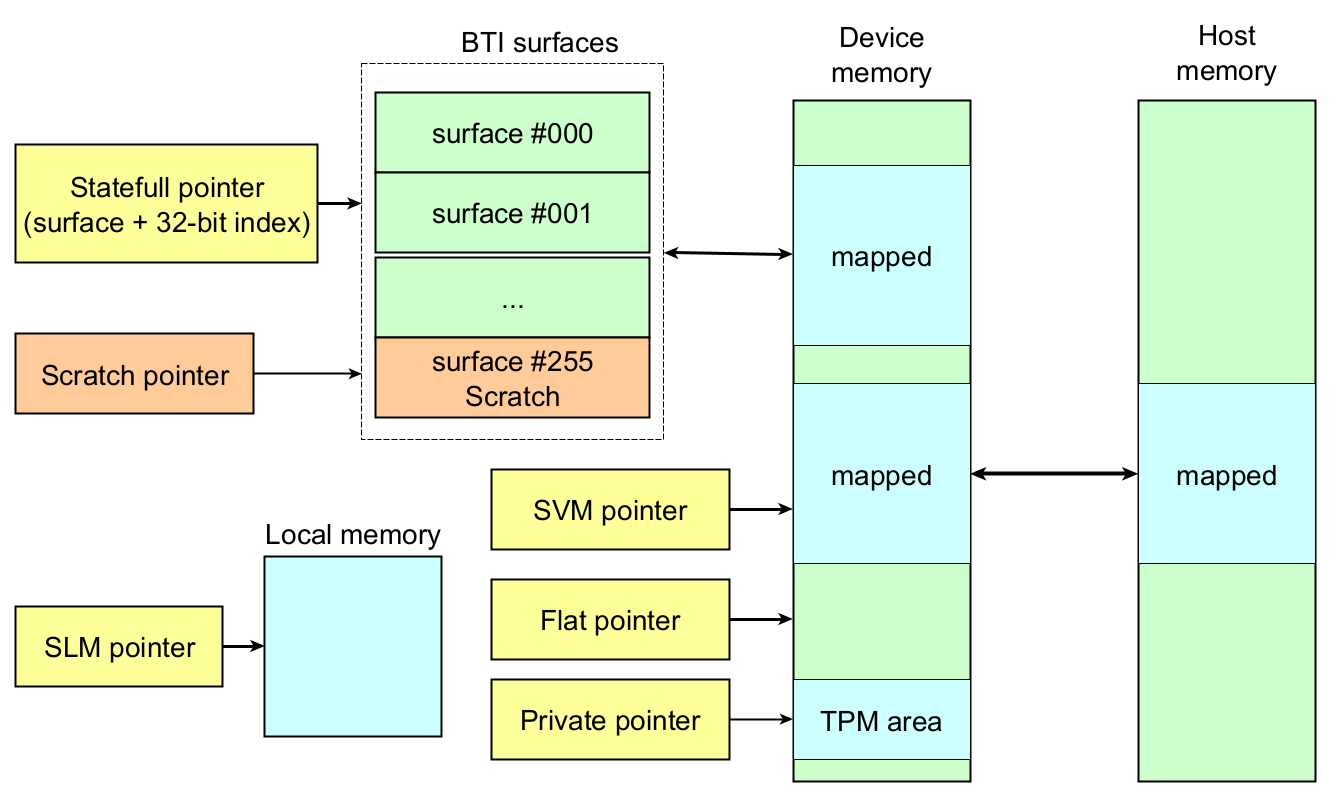 BTI surfaces
Device
memory
Host
memory
surface #000
Statefull pointer
(surface + 32-bit index)
surface #001
mapped
...
surface #255
Scratch
Scratch pointer
mapped
mapped
SVM pointer
Local memory
Flat pointer
SLM pointer
Private pointer
TPM area